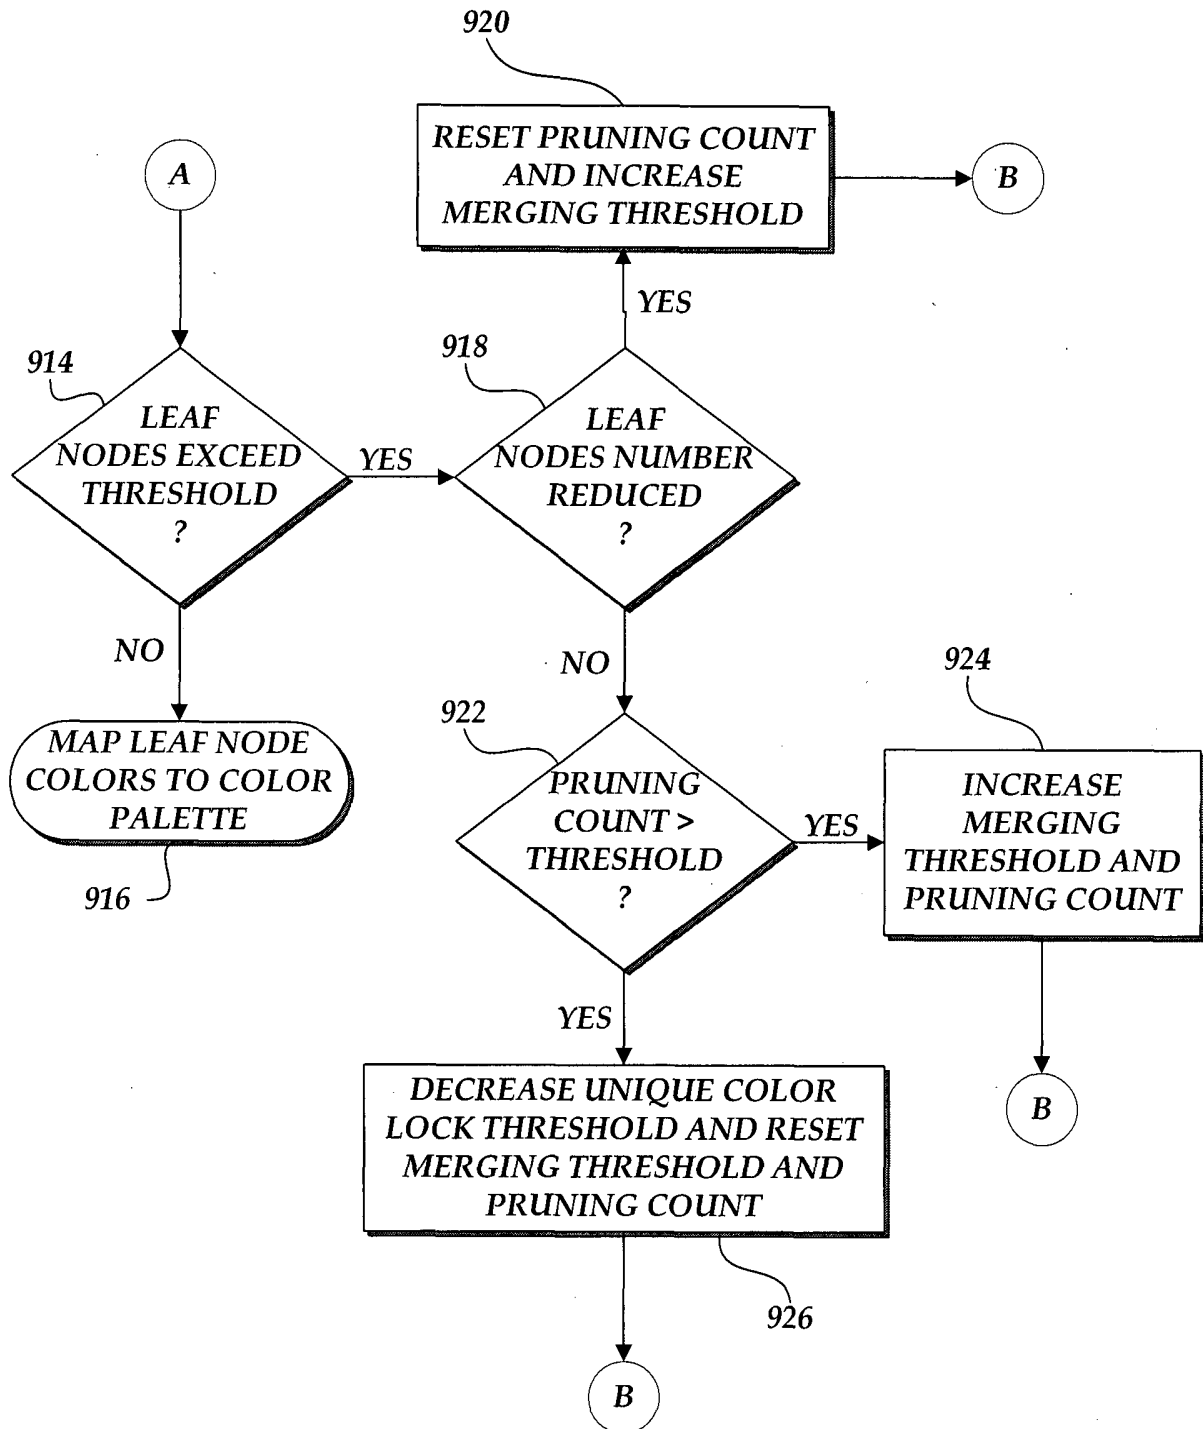 920
RESET PRUNING COUNT
AND INCREASE
MERGING THRESHOLD
B
A
YES
914
LEAF
NODES EXCEED
THRESHOLD
?
YES
918
LEAF
NODES NUMBER
REDUCED
?
NO
MAP LEAF NODE
COLORS TO COLOR
PALETTE
916
NO
922
PRUNING
COUNT >
THRESHOLD
?
YES
924
INCREASE
MERGING
THRESHOLD AND
PRUNING COUNT
B
YES
DECREASE UNIQUE COLOR
LOCK THRESHOLD AND RESET
MERGING THRESHOLD AND
PRUNING COUNT
926
B